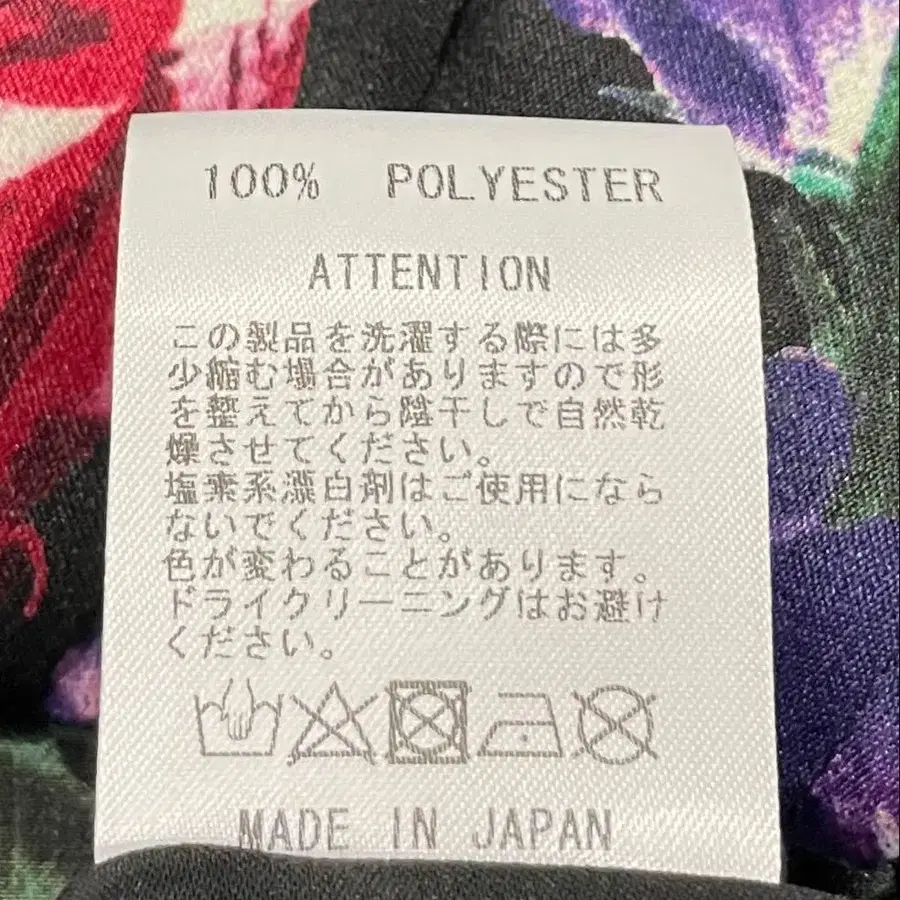 100% POLYESTER
ATTENTION
この製品を洗濯する際には多
少縮む場合がありますので形
を整えてから陰干しで自然乾
燥させてください。
塩素系漂白剤はご使用になら
ないでください。
色が変わることがあります。
ドライクリーニングはお避け
ください。
MADE IN JAPAN